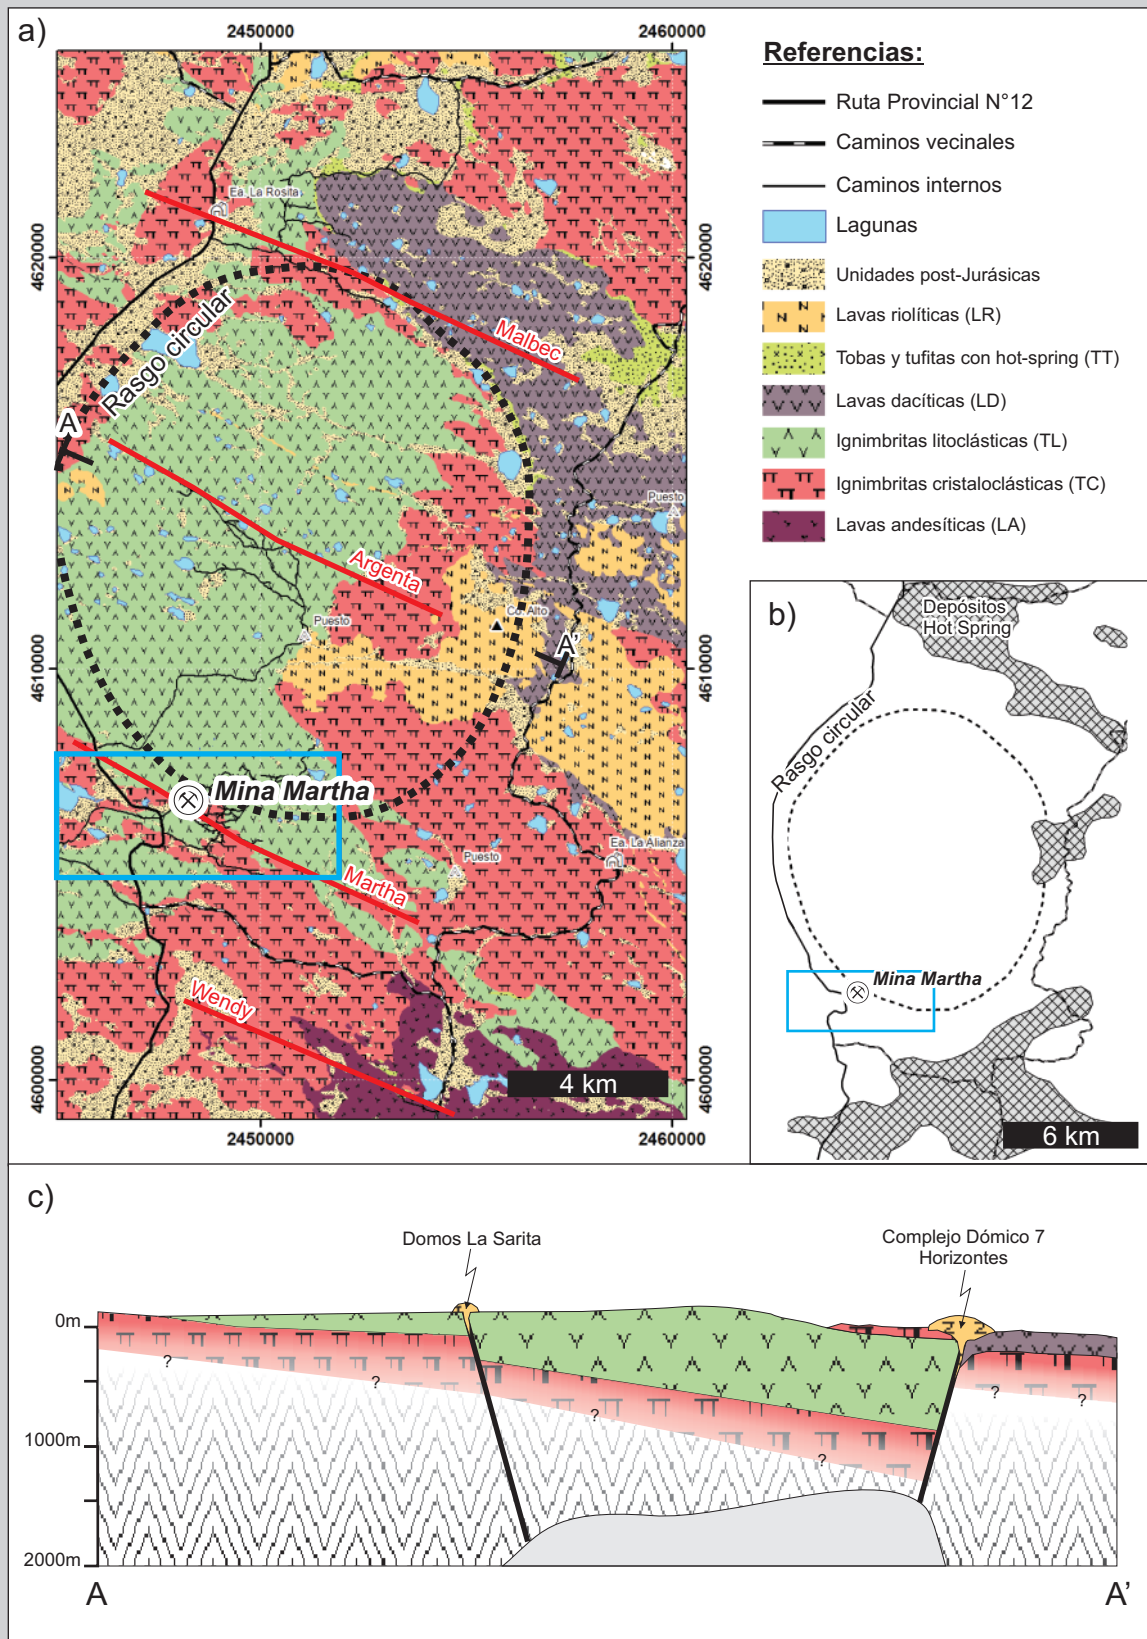 a)
2450000
2460000
Ea. La Rosita
4620000
4620000
Rasgo circular
Malbec
A
Puesto
Argenta
Co. Alto
Puesto
A'
4610000
4610000
Mina Martha
Ea. La Alianza
Puesto
Martha
Wendy
4600000
4600000
4 km
2450000
2460000
Referencias:
Ruta Provincial N°12
Caminos vecinales
Caminos internos
Lagunas
Unidades post-Jurásicas
N N
Lavas riolíticas (LR)
Tobas y tufitas con hot-spring (TT)
Lavas dacíticas (LD)
Ignimbritas litoclásticas (TL)
Ignimbritas cristaloclásticas (TC)
Lavas andesíticas (LA)
b)
Depósitos
Hot Spring
Rasgo circular
Mina Martha
6 km
c)
Domos La Sarita
Complejo Dómico 7
Horizontes
0m
? ? ? ? ? ?
1000m
2000m
A
A'